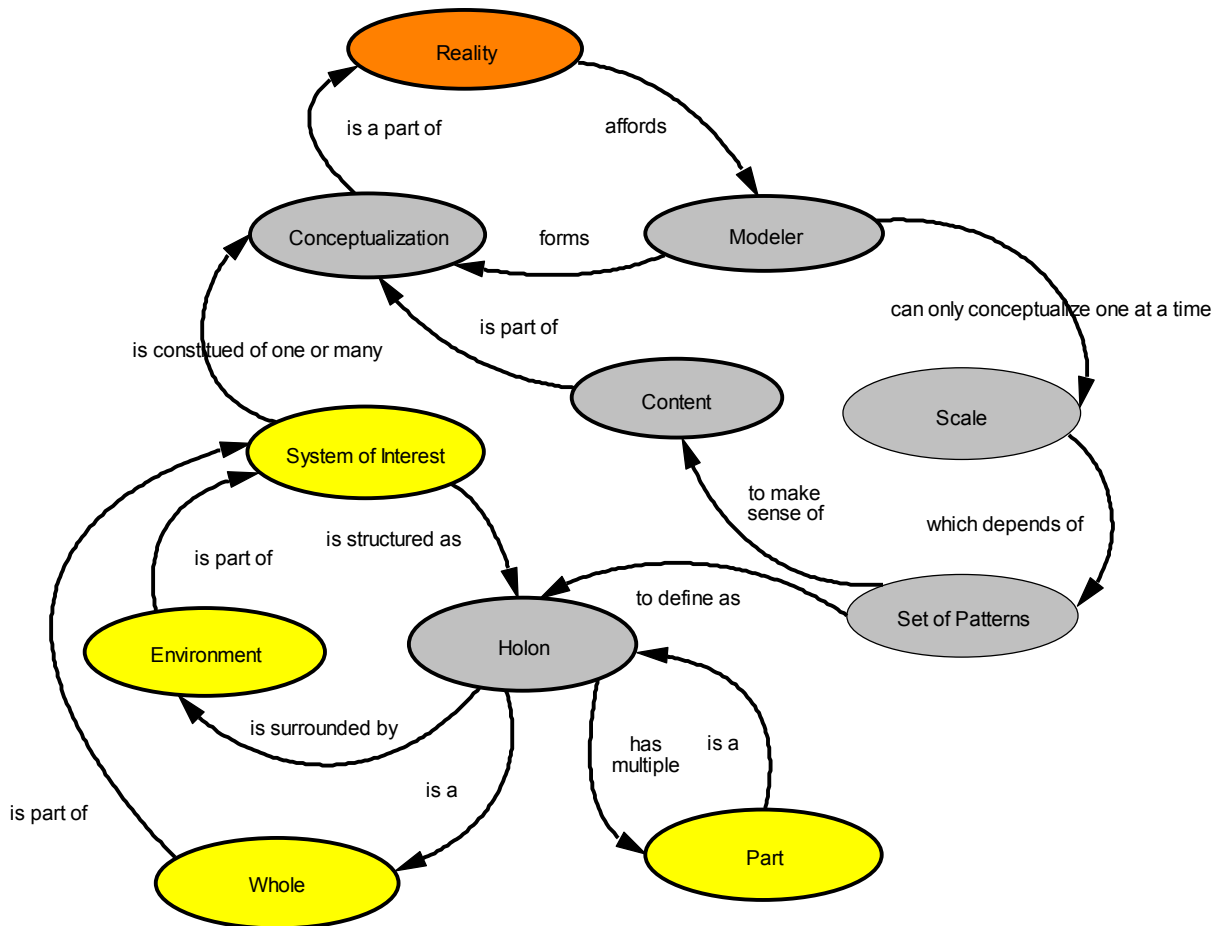 Reality
is a part of
affords
Conceptualization
forms
Modeler
can only conceptualize one at a time
is part of
is constitued of one or many
Content
Scale
System of Interest
to make
sense of
which depends of
is structured as
is part of
to define as
Set of Patterns
Environment
Holon
is surrounded by
has
multiple
is a
is a
is part of
Part
Whole